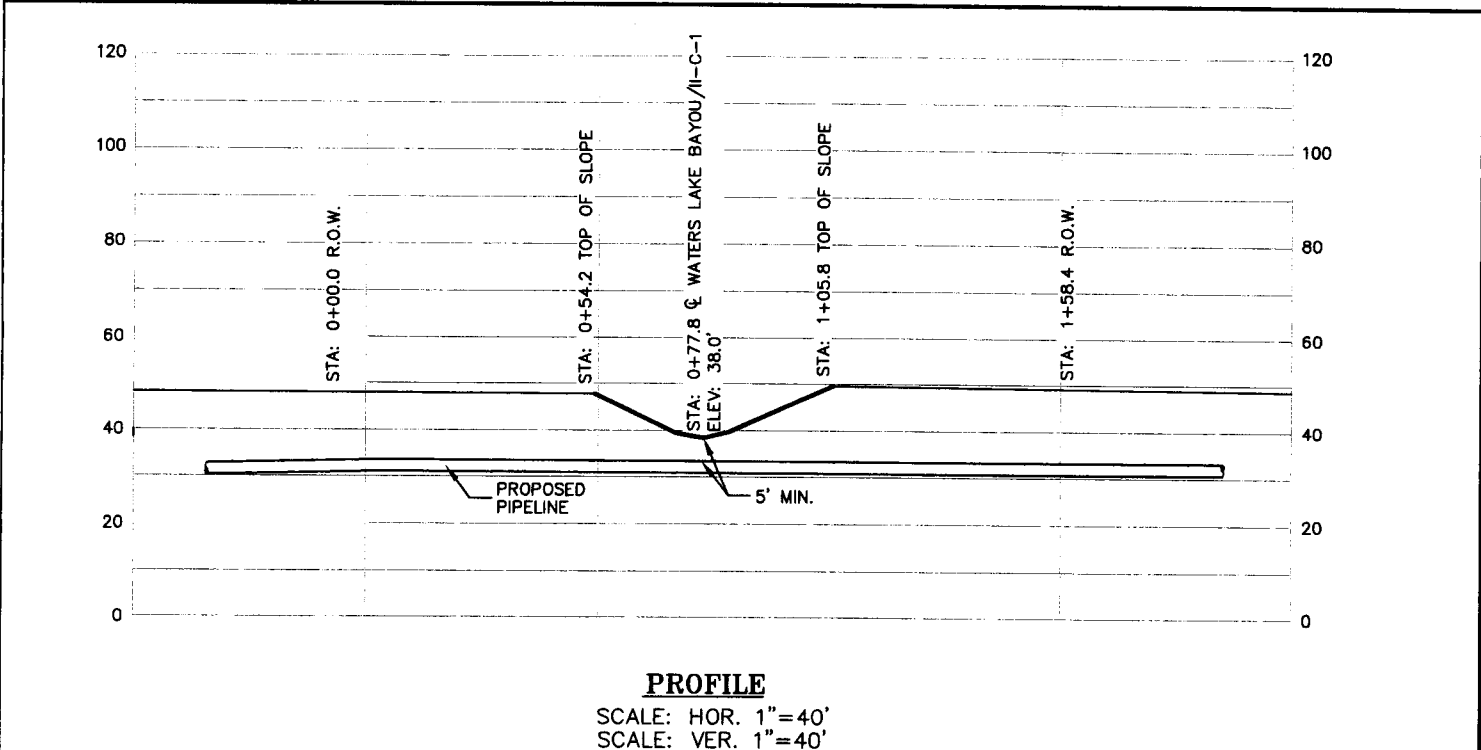 120
100
80
60
40
20
0
STA: 0+00.0 R.O.W.
STA: 0+54.2 TOP OF SLOPE
STA: 0+77.8 ℄ WATERS LAKE BAYOU/II-C-1
ELEV: 38.0'
STA: 1+05.8 TOP OF SLOPE
STA: 1+58.4 R.O.W.
120
100
80
60
40
20
0
PROPOSED
PIPELINE
5' MIN.
PROFILE
SCALE: HOR. 1"=40'
SCALE: VER. 1"=40'